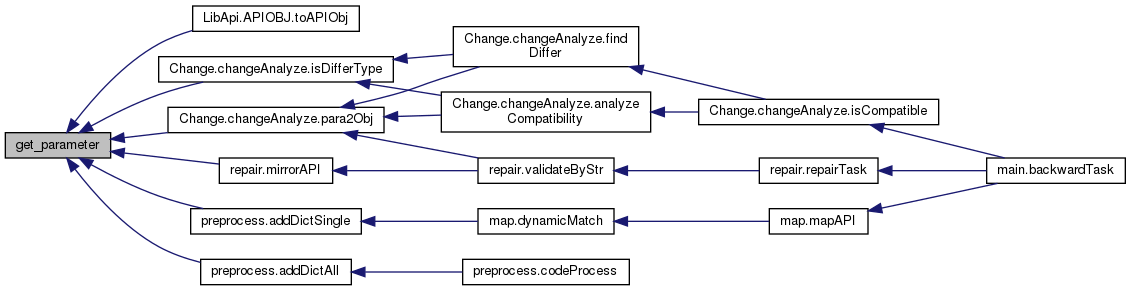 LibApi.APIOBJ.toAPIObj
Change.changeAnalyze.find
Differ
Change.changeAnalyze.isDifferType
Change.changeAnalyze.analyze
Compatibility
Change.changeAnalyze.isCompatible
Change.changeAnalyze.para2Obj
get_parameter
repair.mirrorAPI
repair.validateByStr
repair.repairTask
main.backwardTask
preprocess.addDictSingle
map.dynamicMatch
map.mapAPI
preprocess.addDictAll
preprocess.codeProcess